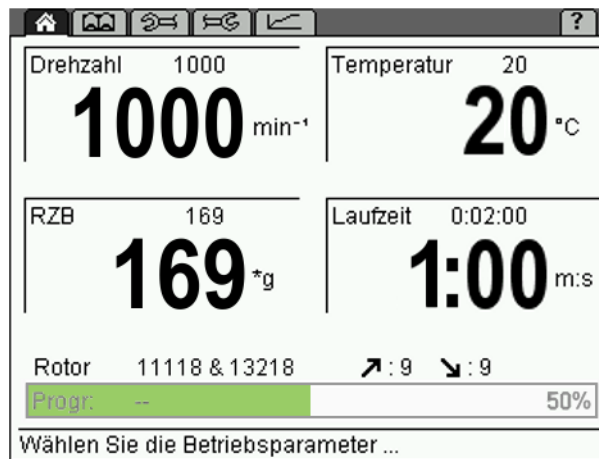 ?
Drehzahl 1000
1000 min⁻¹
Temperatur 20
20 °C
RZB 169
169 *g
Laufzeit 0:02:00
1:00 m:s
Rotor 11118 & 13218 ↗: 9 ↘: 9
Progr: -- 50%
Wählen Sie die Betriebsparameter ...